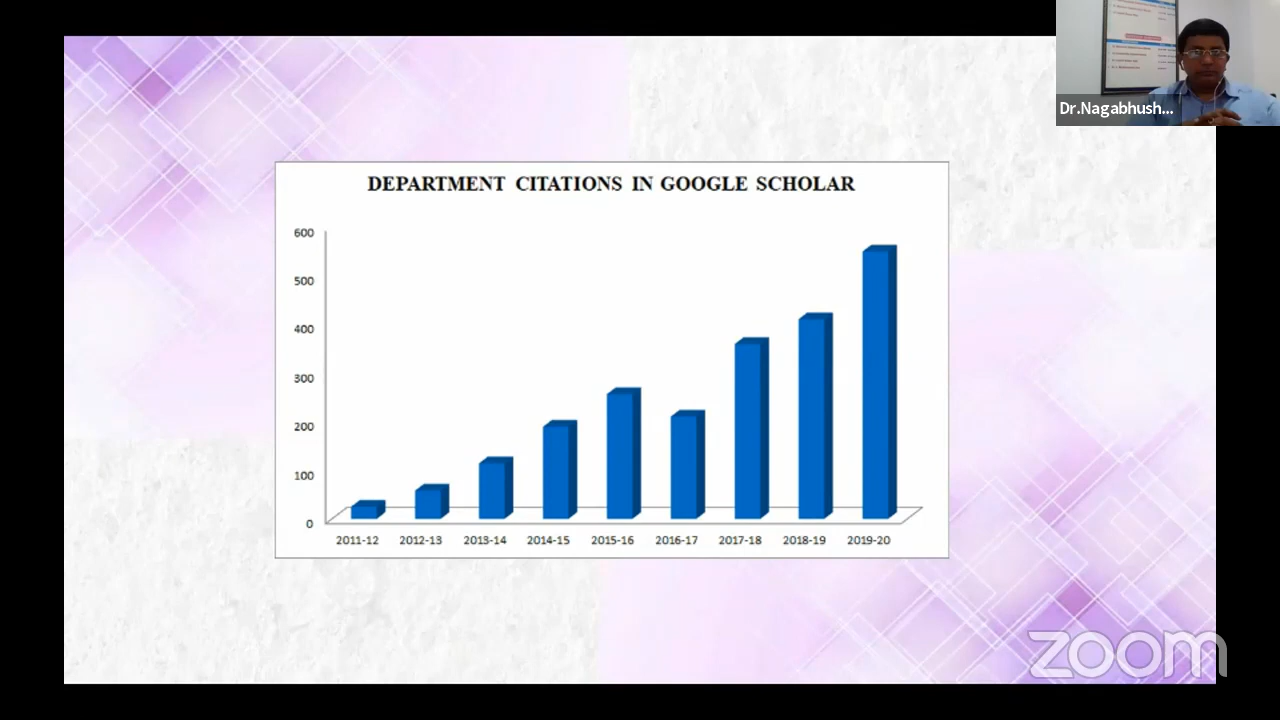 Dr.Nagabhush...
DEPARTMENT CITATIONS IN GOOGLE SCHOLAR
600
500
400
300
200
100
0
2011-12 2012-13 2013-14 2014-15 2015-16 2016-17 2017-18 2018-19 2019-20
zoom